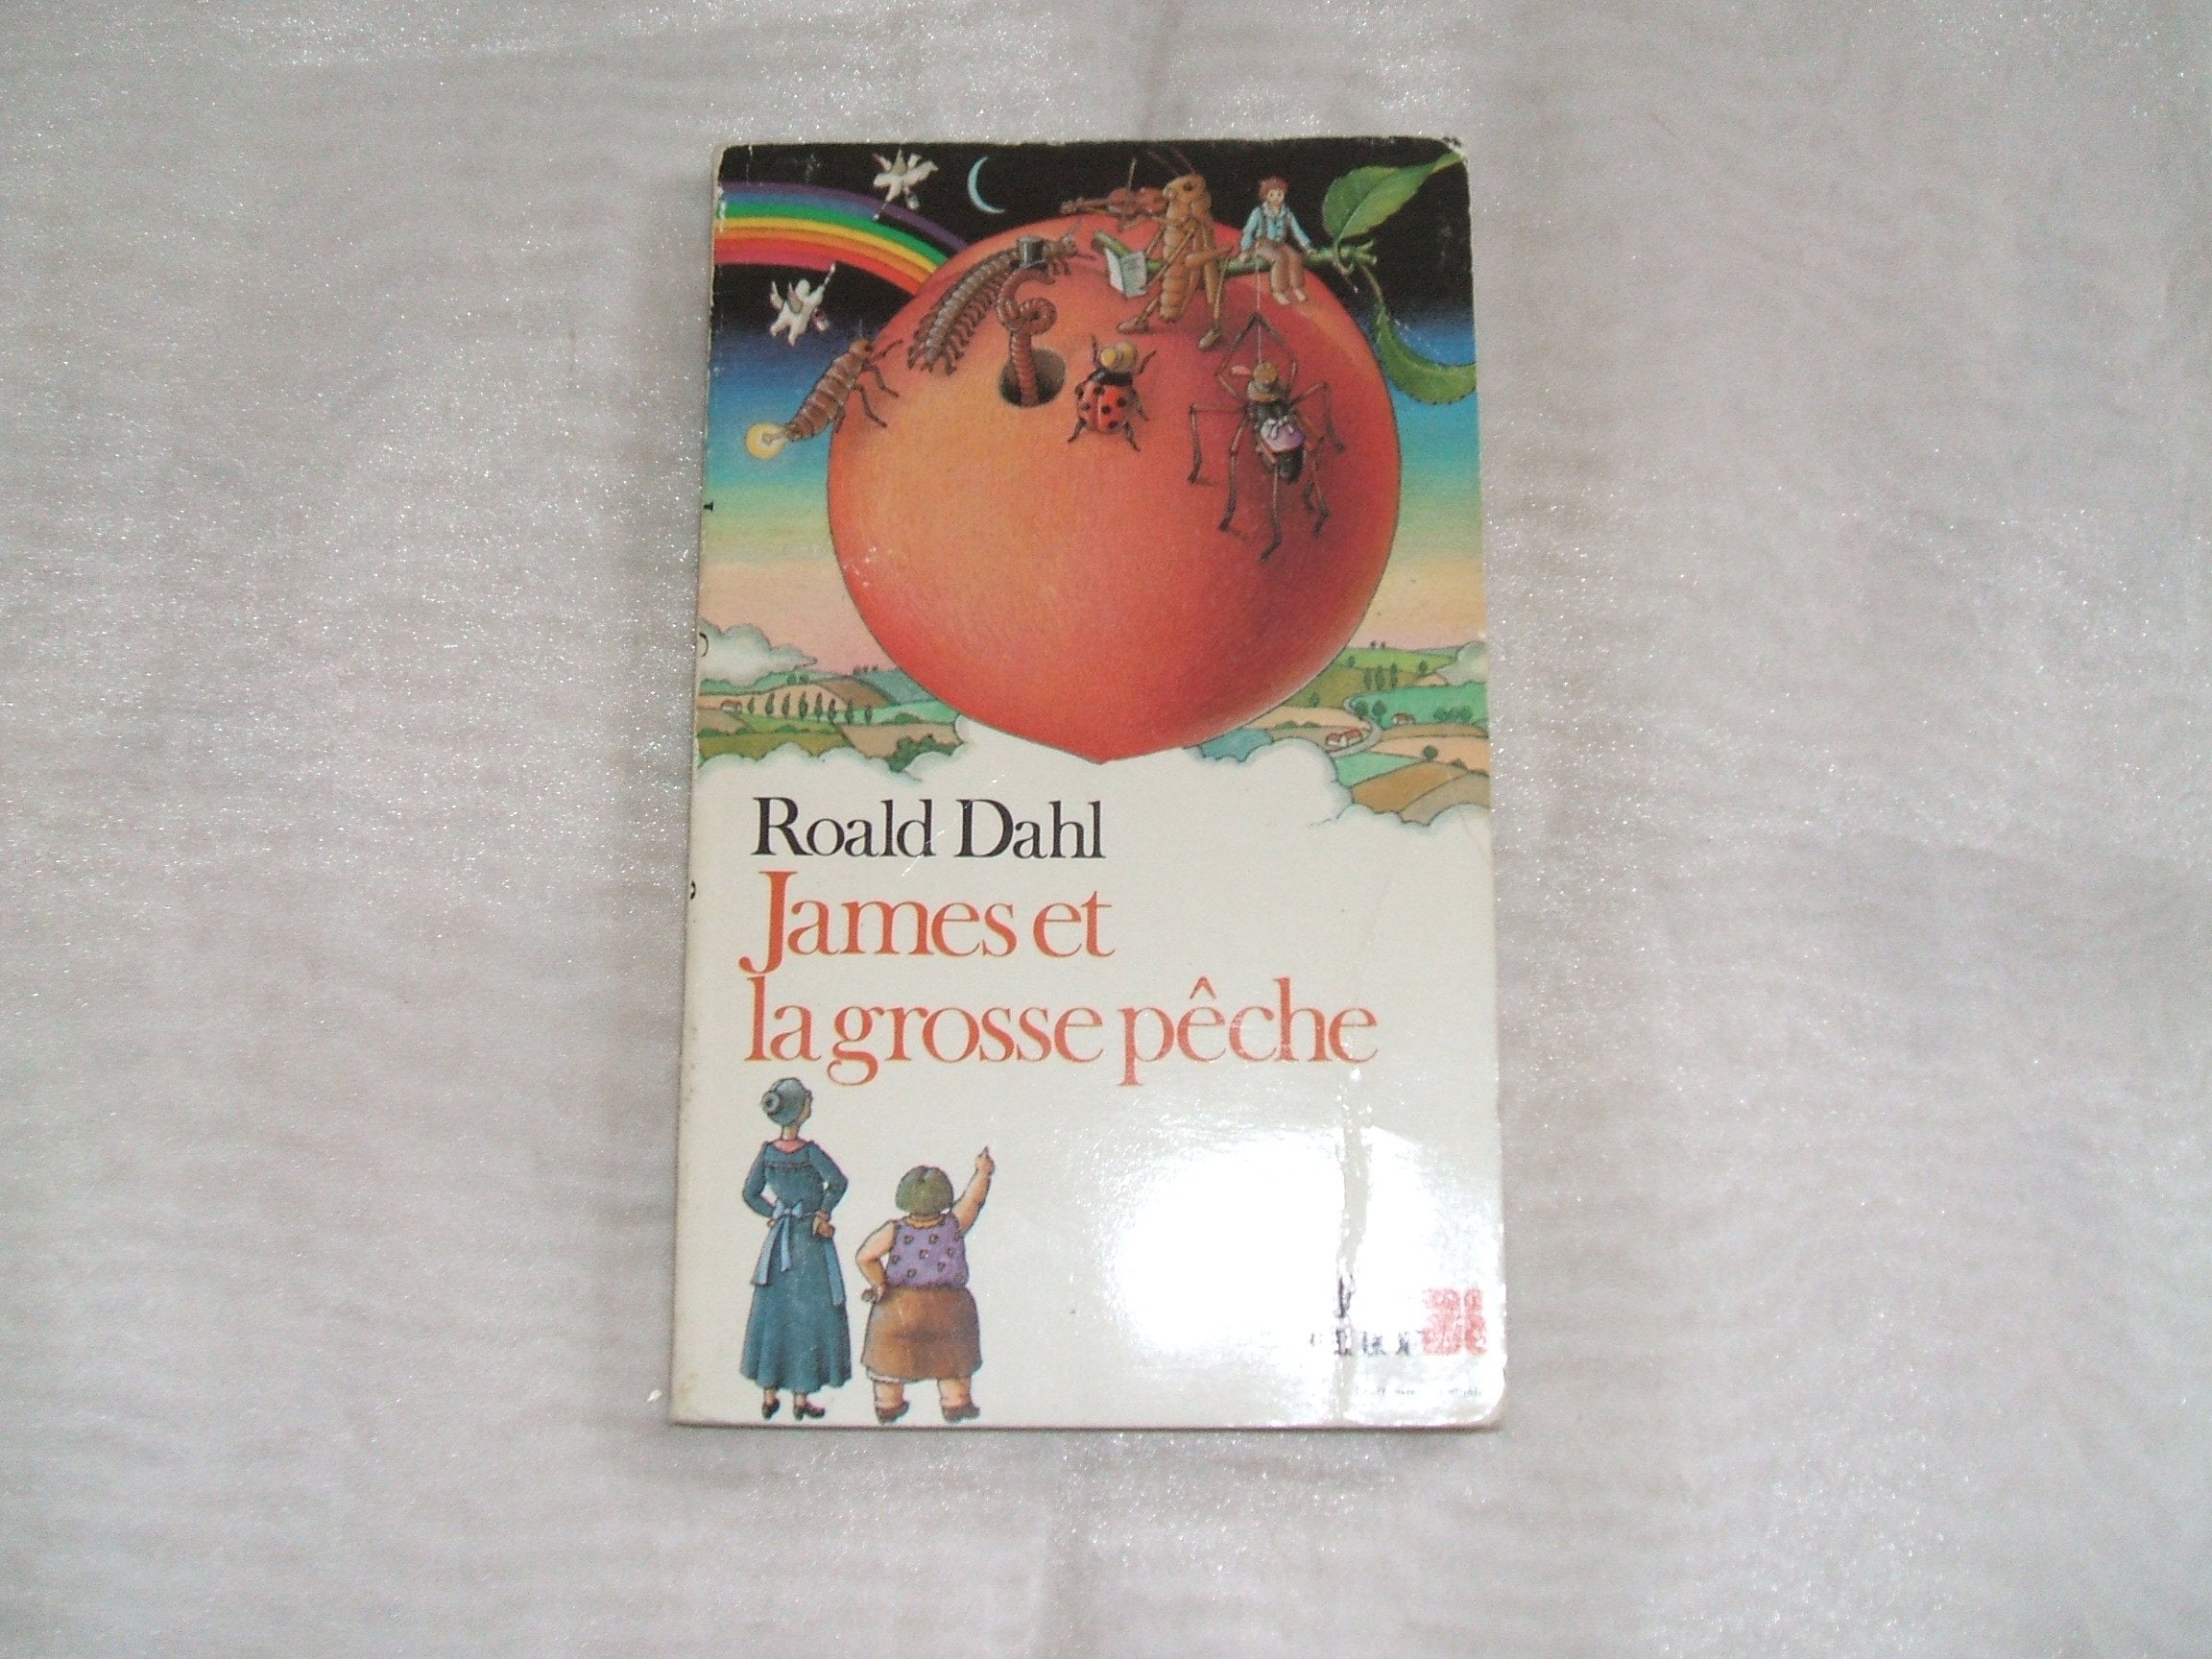 Roald Dahl
James et
la grosse pêche